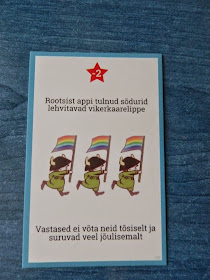 -2
Rootsist appi tulnud sõdurid
lehvitavad vikerkaarelippe
Vastased ei võta neid tõsiselt ja
suruvad veel jõulisemalt